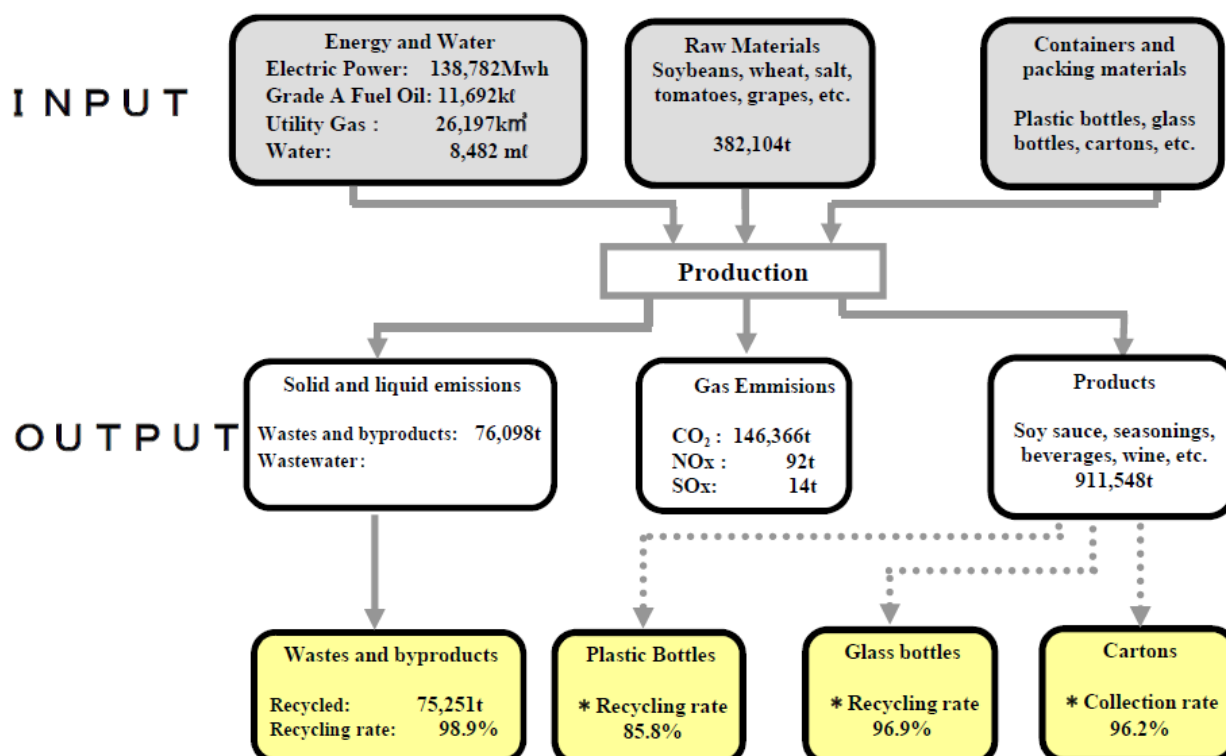 INPUT
Energy and Water
Electric Power: 138,782Mwh
Grade A Fuel Oil: 11,692kℓ
Utility Gas : 26,197k㎥
Water: 8,482 mℓ
Raw Materials
Soybeans, wheat, salt,
tomatoes, grapes, etc.
382,104t
Containers and
packing materials
Plastic bottles, glass
bottles, cartons, etc.
Production
OUTPUT
Solid and liquid emissions
Wastes and byproducts: 76,098t
Wastewater:
Gas Emmisions
CO₂ : 146,366t
NOx : 92t
SOx: 14t
Products
Soy sauce, seasonings,
beverages, wine, etc.
911,548t
Wastes and byproducts
Recycled: 75,251t
Recycling rate: 98.9%
Plastic Bottles
* Recycling rate
85.8%
Glass bottles
* Recycling rate
96.9%
Cartons
* Collection rate
96.2%